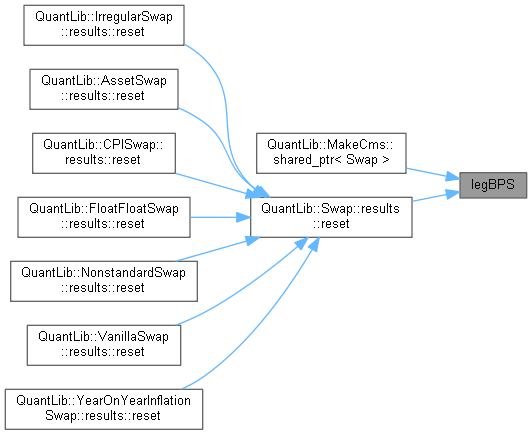 QuantLib::IrregularSwap
::results::reset
QuantLib::AssetSwap
::results::reset
QuantLib::CPISwap::
results::reset
QuantLib::FloatFloatSwap
::results::reset
QuantLib::NonstandardSwap
::results::reset
QuantLib::VanillaSwap
::results::reset
QuantLib::YearOnYearInflation
Swap::results::reset
QuantLib::MakeCms::
shared_ptr< Swap >
QuantLib::Swap::results
::reset
legBPS